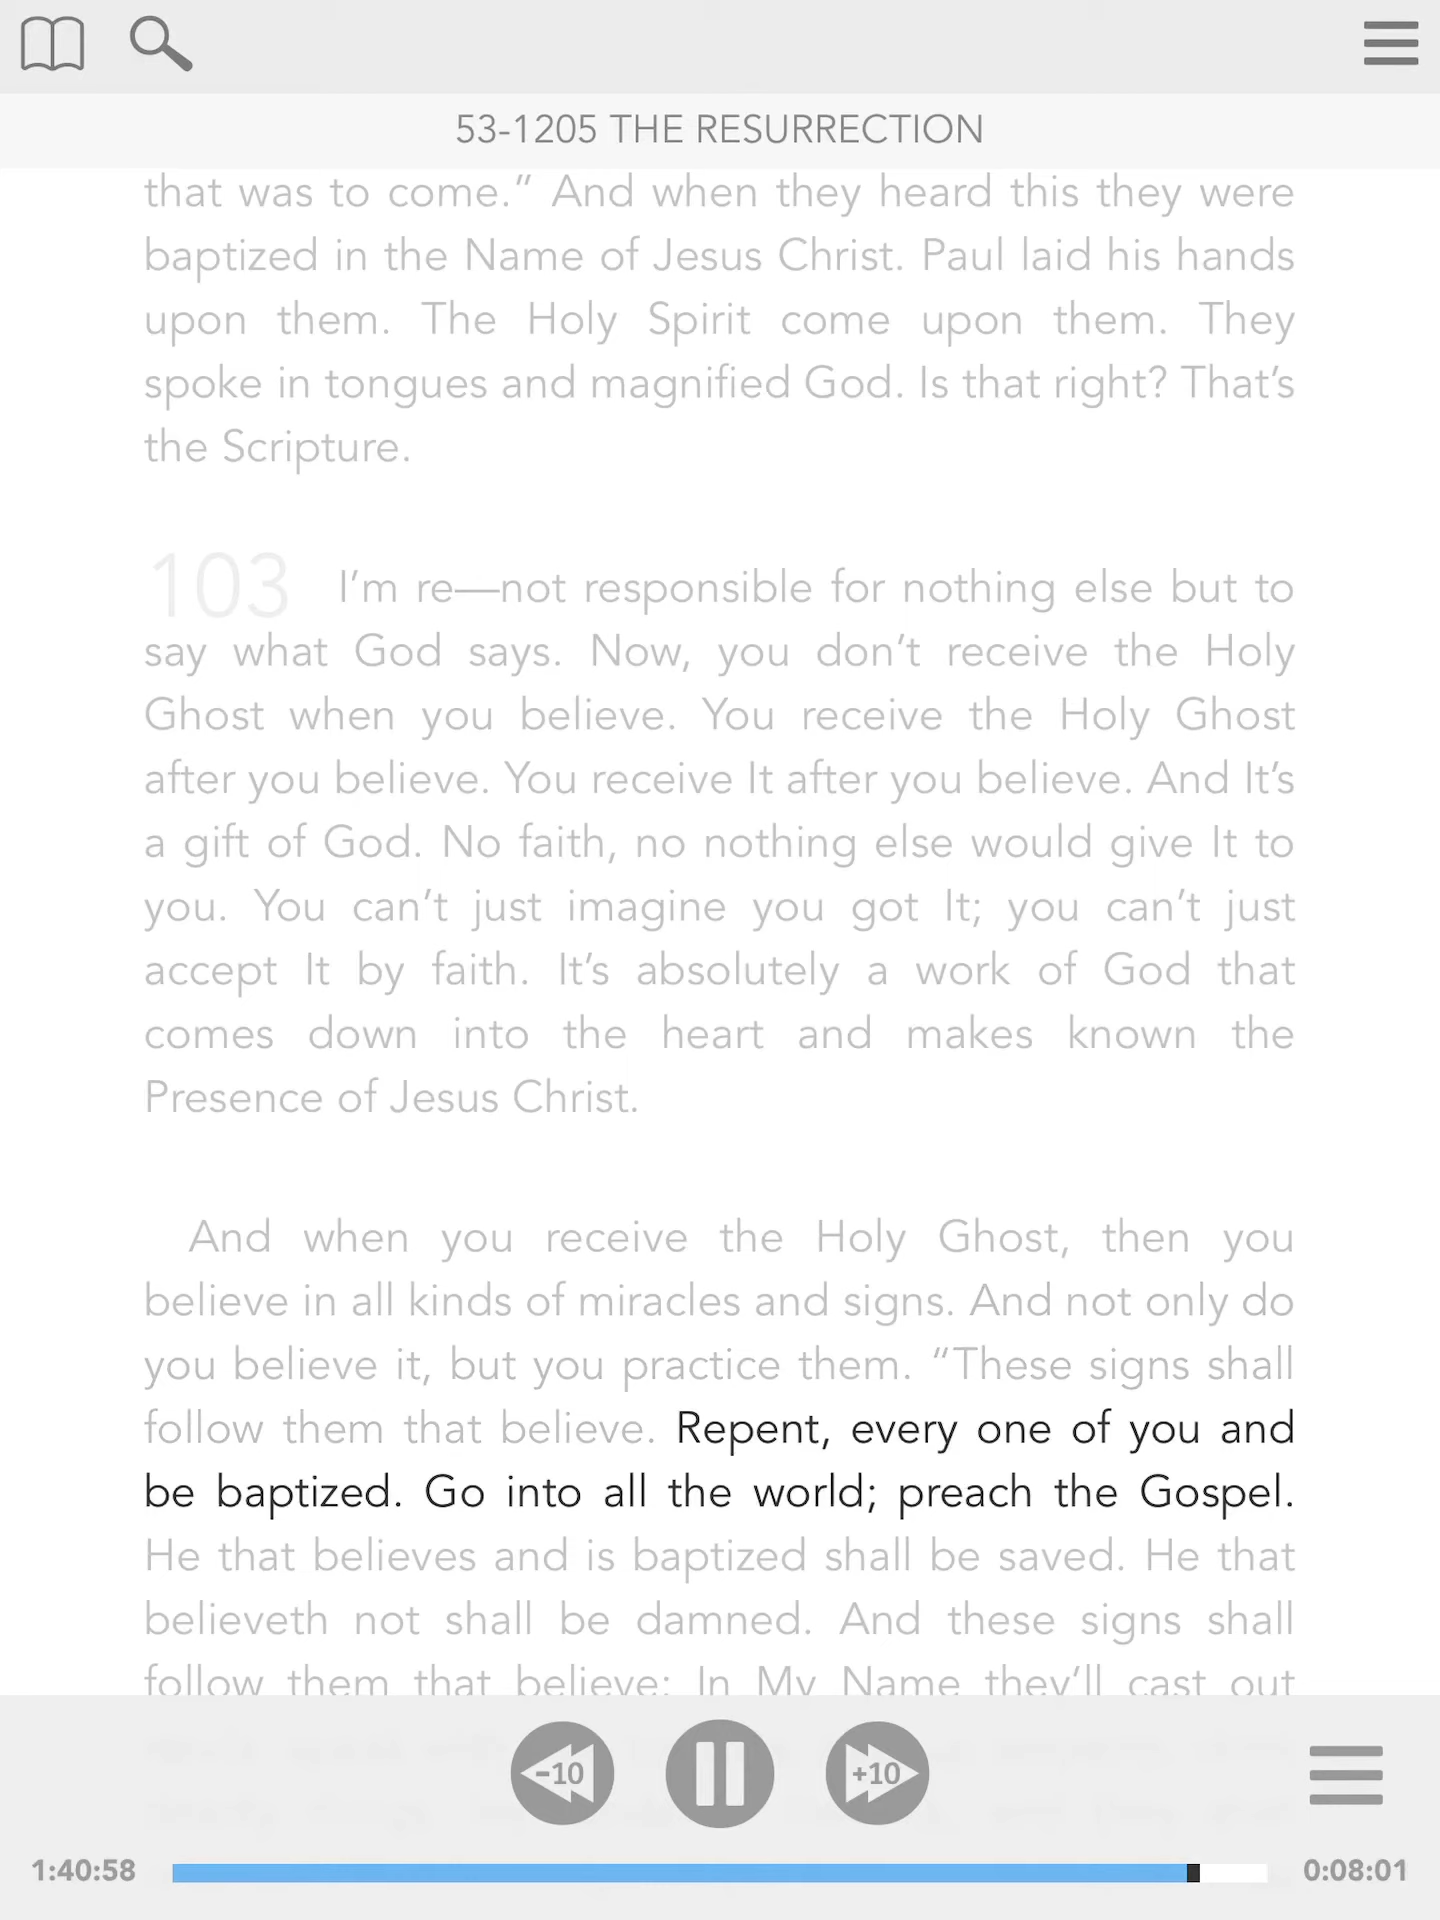 53-1205 THE RESURRECTION
that was to come.” And when they heard this they were
baptized in the Name of Jesus Christ. Paul laid his hands
upon them. The Holy Spirit come upon them. They
spoke in tongues and magnified God. Is that right? That’s
the Scripture.
103 I’m re—not responsible for nothing else but to
say what God says. Now, you don’t receive the Holy
Ghost when you believe. You receive the Holy Ghost
after you believe. You receive It after you believe. And It’s
a gift of God. No faith, no nothing else would give It to
you. You can’t just imagine you got It; you can’t just
accept It by faith. It’s absolutely a work of God that
comes down into the heart and makes known the
Presence of Jesus Christ.
And when you receive the Holy Ghost, then you
believe in all kinds of miracles and signs. And not only do
you believe it, but you practice them. “These signs shall
follow them that believe. Repent, every one of you and
be baptized. Go into all the world; preach the Gospel.
He that believes and is baptized shall be saved. He that
believeth not shall be damned. And these signs shall
follow them that believe: In My Name they’ll cast out
-10 +10
1:40:58 0:08:01